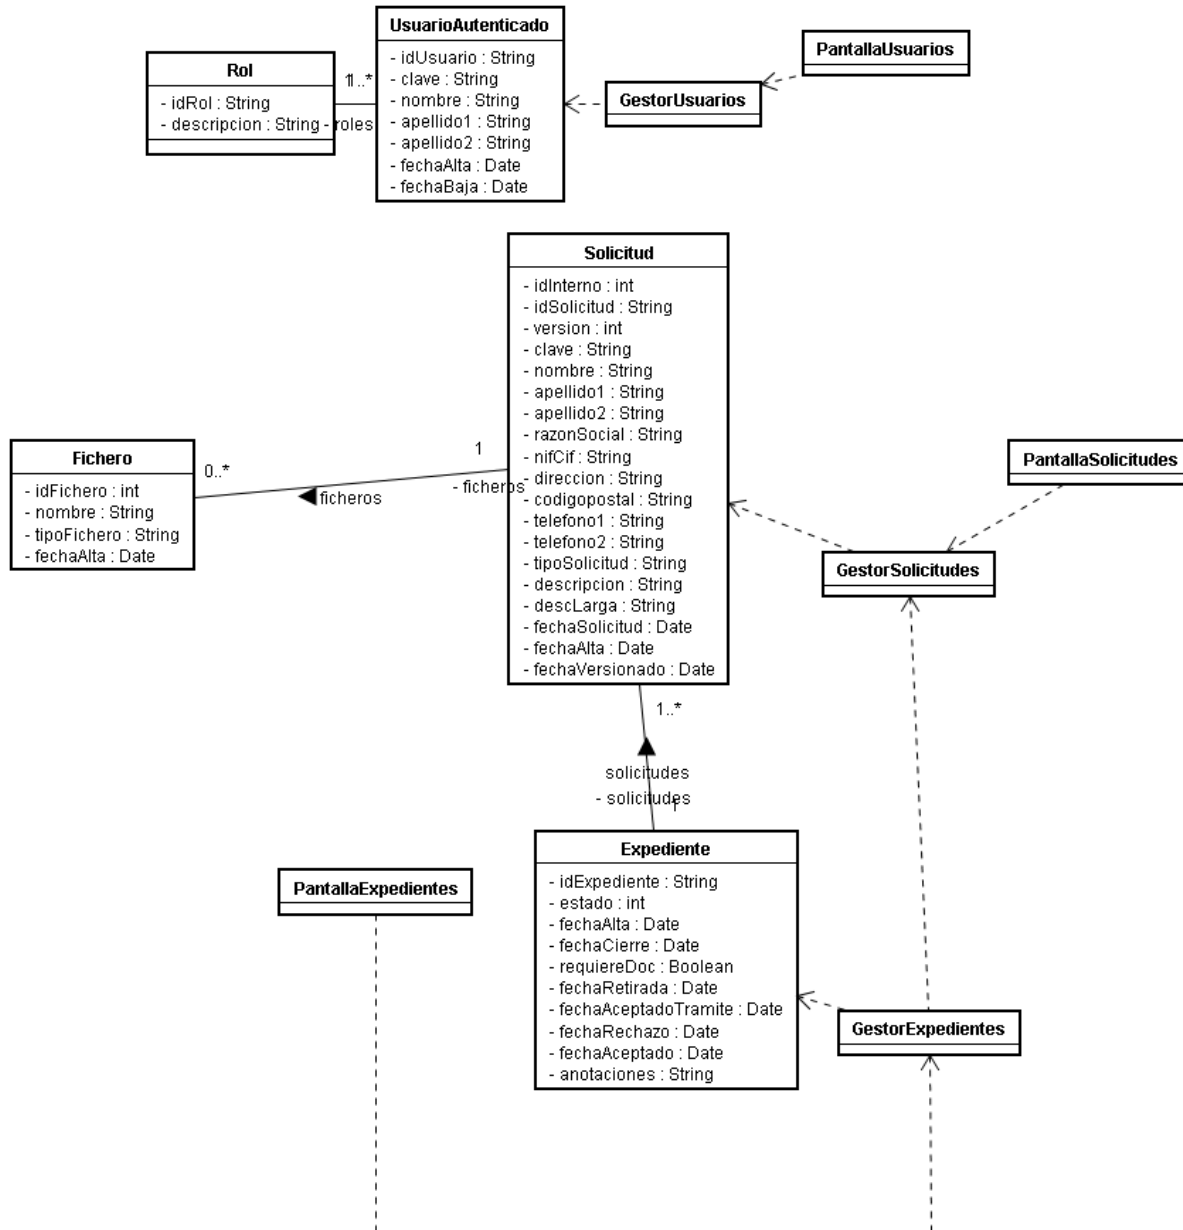 UsuarioAutenticado
- idUsuario : String
- clave : String
- nombre : String
- apellido1 : String
- apellido2 : String
- fechaAlta : Date
- fechaBaja : Date
Rol
- idRol : String
- descripcion : String
1
1..*
- roles
GestorUsuarios
PantallaUsuarios
Solicitud
- idInterno : int
- idSolicitud : String
- version : int
- clave : String
- nombre : String
- apellido1 : String
- apellido2 : String
- razonSocial : String
- nifCif : String
- direccion : String
- codigopostal : String
- telefono1 : String
- telefono2 : String
- tipoSolicitud : String
- descripcion : String
- descLarga : String
- fechaSolicitud : Date
- fechaAlta : Date
- fechaVersionado : Date
Fichero
- idFichero : int
- nombre : String
- tipoFichero : String
- fechaAlta : Date
0..*
1
ficheros
- ficheros
PantallaSolicitudes
GestorSolicitudes
1..*
solicitudes
- solicitudes
1
Expediente
- idExpediente : String
- estado : int
- fechaAlta : Date
- fechaCierre : Date
- requiereDoc : Boolean
- fechaRetirada : Date
- fechaAceptadoTramite : Date
- fechaRechazo : Date
- fechaAceptado : Date
- anotaciones : String
PantallaExpedientes
GestorExpedientes